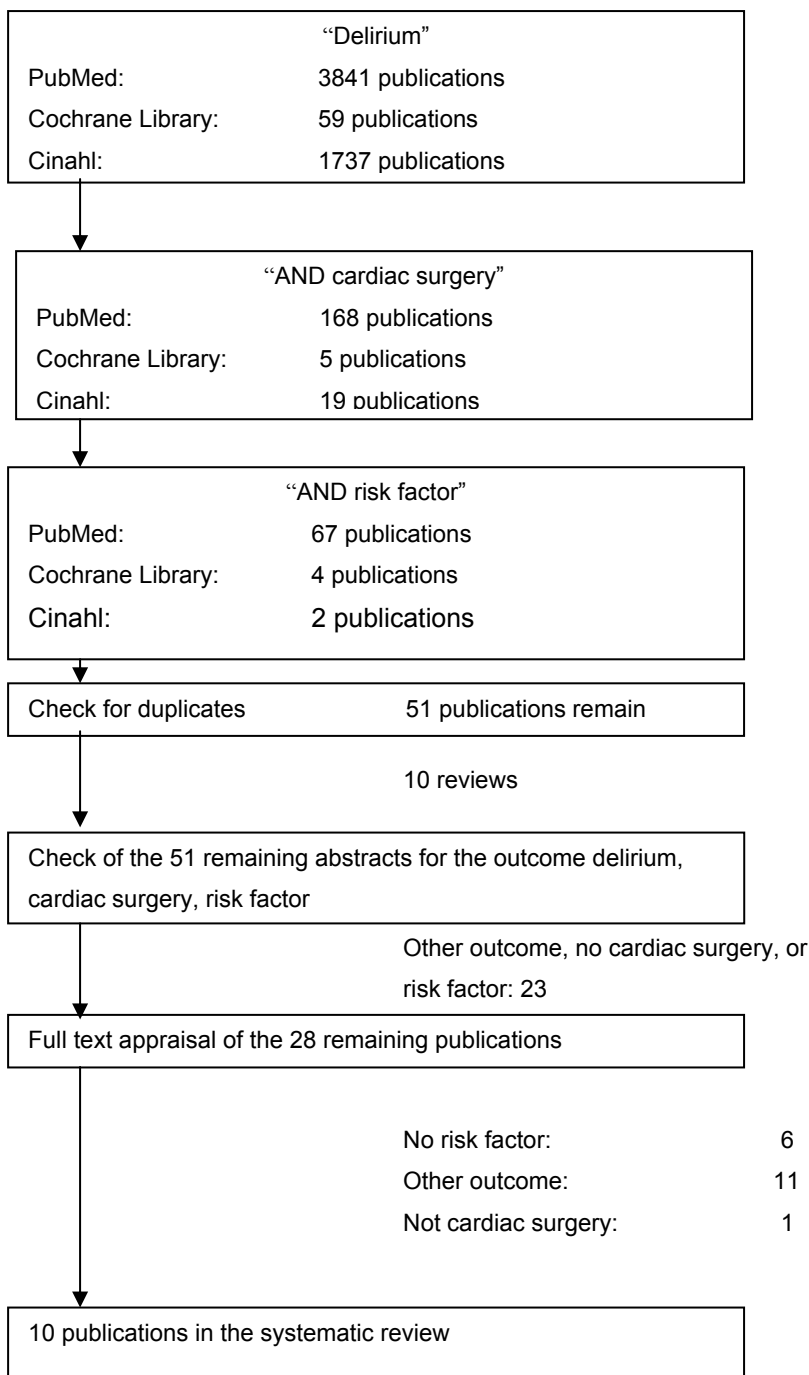 “Delirium”
PubMed: 3841 publications
Cochrane Library: 59 publications
Cinahl: 1737 publications
“AND cardiac surgery”
PubMed: 168 publications
Cochrane Library: 5 publications
Cinahl: 19 publications
“AND risk factor”
PubMed: 67 publications
Cochrane Library: 4 publications
Cinahl: 2 publications
Check for duplicates 51 publications remain
10 reviews
Check of the 51 remaining abstracts for the outcome delirium,
cardiac surgery, risk factor
Other outcome, no cardiac surgery, or
risk factor: 23
Full text appraisal of the 28 remaining publications
No risk factor: 6
Other outcome: 11
Not cardiac surgery: 1
10 publications in the systematic review